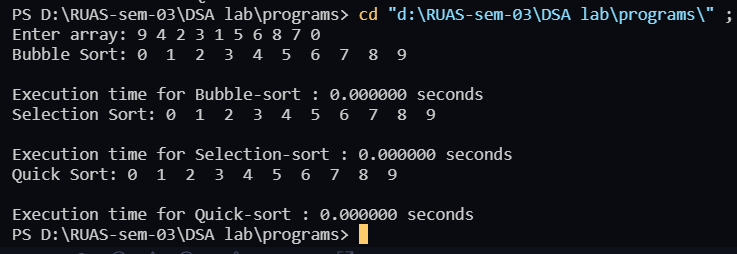 PS D:\RUAS-sem-03\DSA lab\programs> cd "d:\RUAS-sem-03\DSA lab\programs\" ;
Enter array: 9 4 2 3 1 5 6 8 7 0
Bubble Sort: 0  1  2  3  4  5  6  7  8  9
Execution time for Bubble-sort : 0.000000 seconds
Selection Sort: 0  1  2  3  4  5  6  7  8  9
Execution time for Selection-sort : 0.000000 seconds
Quick Sort: 0  1  2  3  4  5  6  7  8  9
Execution time for Quick-sort : 0.000000 seconds
PS D:\RUAS-sem-03\DSA lab\programs>